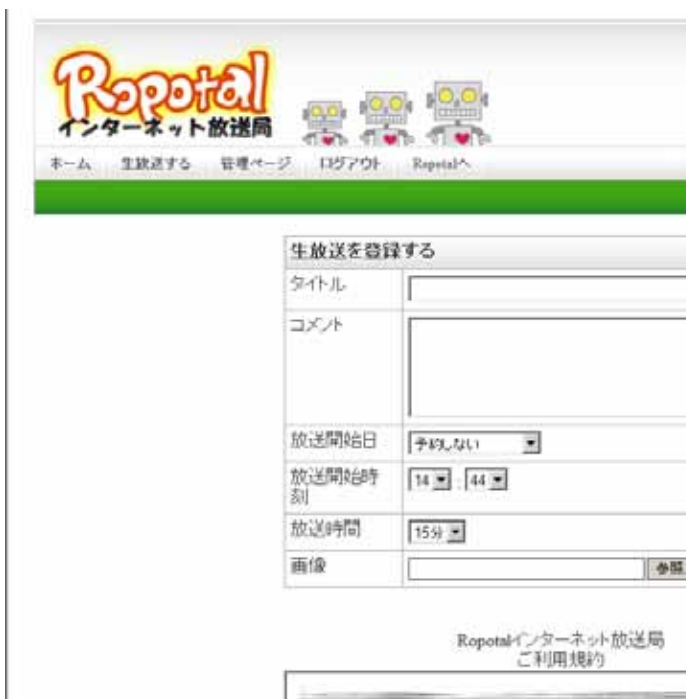 Ropotal
インターネット放送局
ホーム 生放送する 管理ページ ログアウト Ropotalへ
生放送を登録する
タイトル
コメント
放送開始日 予約しない
放送開始時刻 14 : 44
放送時間 15分
画像 参照
Ropotalインターネット放送局
ご利用規約